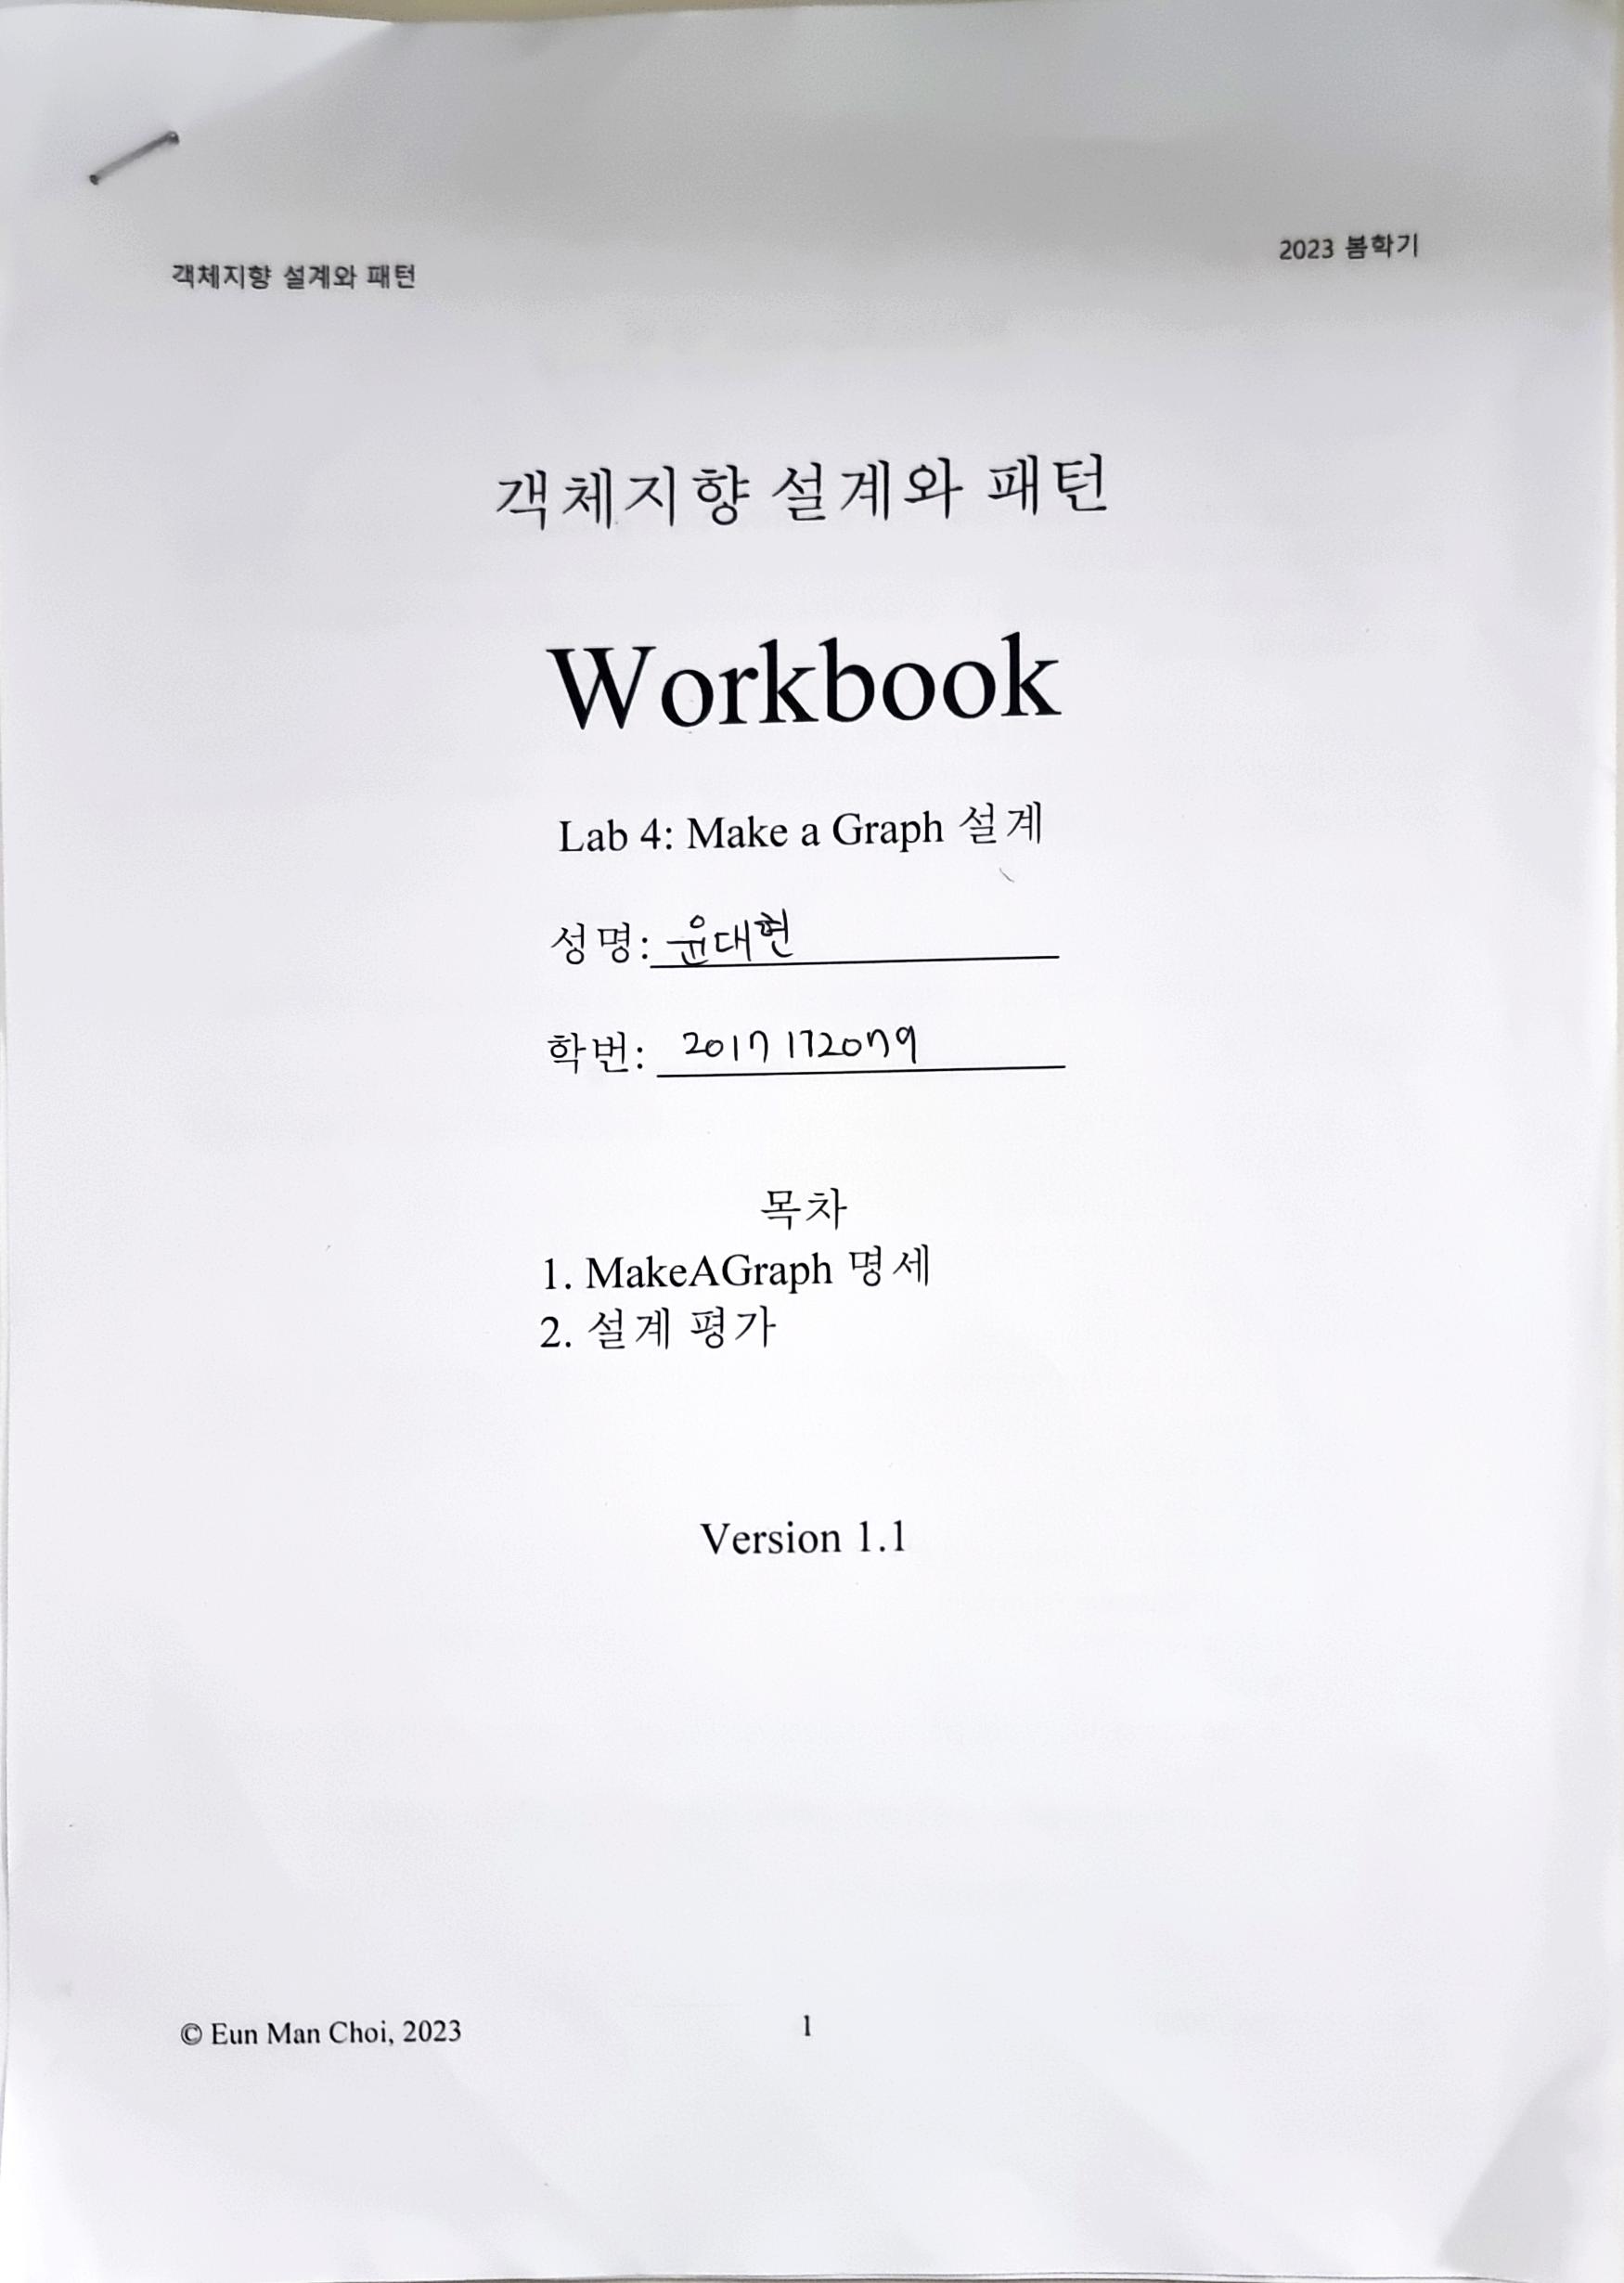 객체지향 설계와 패턴
2023 봄학기
객체지향 설계와 패턴
Workbook
Lab 4: Make a Graph 설계
성명: 윤대현
학번: 2017 172079
목차
1. MakeAGraph 명세
2. 설계 평가
Version 1.1
© Eun Man Choi, 2023
1